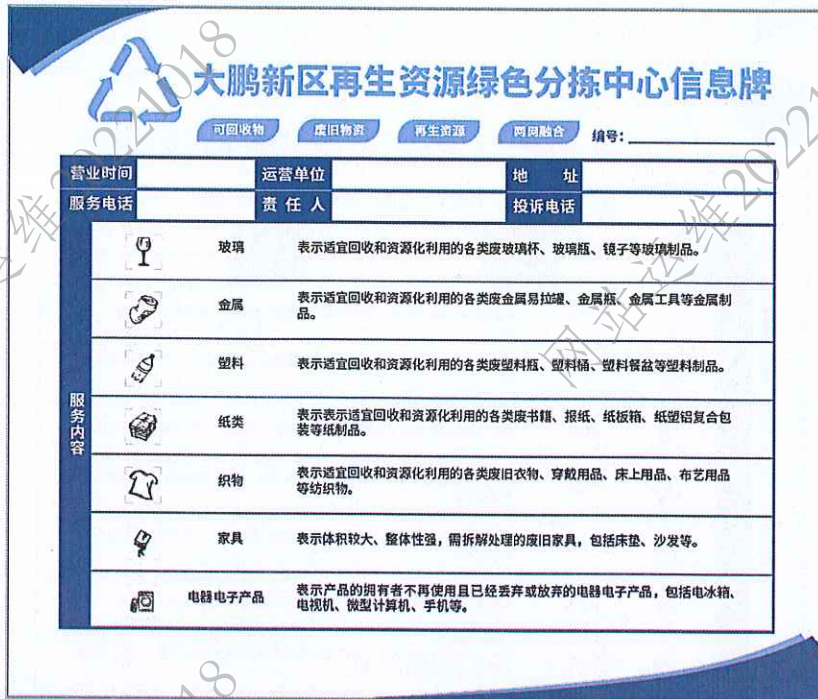 大鹏新区再生资源绿色分拣中心信息牌
可回收物 废旧物资 再生资源 两网融合 编号：
营业时间 运营单位 地 址
服务电话 责 任 人 投诉电话
服务内容
玻璃 表示适宜回收和资源化利用的各类废玻璃杯、玻璃瓶、镜子等玻璃制品。
金属 表示适宜回收和资源化利用的各类废金属易拉罐、金属瓶、金属工具等金属制
品。
塑料 表示适宜回收和资源化利用的各类废塑料瓶、塑料桶、塑料餐盆等塑料制品。
纸类 表示表示适宜回收和资源化利用的各类废书籍、报纸、纸板箱、纸塑铝复合包
装等纸制品。
织物 表示适宜回收和资源化利用的各类废旧衣物、穿戴用品、床上用品、布艺用品
等纺织物。
家具 表示体积较大、整体性强，需拆解处理的废旧家具，包括床垫、沙发等。
电器电子产品 表示产品的拥有者不再使用且已经丢弃或放弃的电器电子产品，包括电冰箱、
电视机、微型计算机、手机等。
网站运维20221018